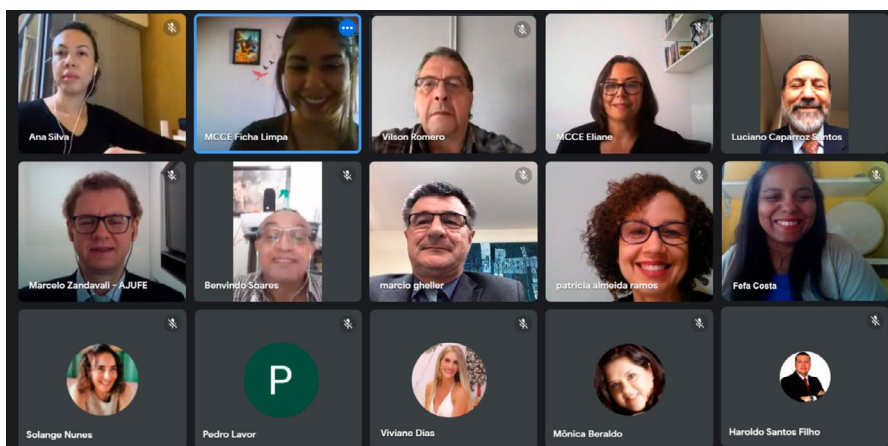 Ana Silva
MCCE Ficha Limpa
Vilson Romero
MCCE Eliane
Luciano Caparroz Santos
Marcelo Zandavali - AJUFE
Benvindo Soares
marcio gheller
patricia almeida ramos
Fefa Costa
Solange Nunes
P
Pedro Lavor
Viviane Dias
Mônica Beraldo
Haroldo Santos Filho